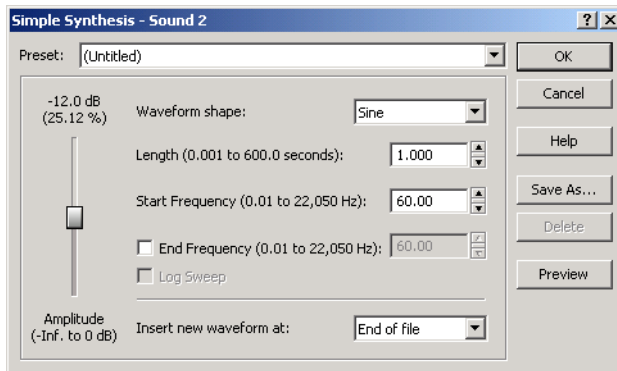 Simple Synthesis - Sound 2
Preset: (Untitled)
OK
Cancel
Help
Save As...
Delete
Preview
-12.0 dB
(25.12 %)
Waveform shape: Sine
Length (0.001 to 600.0 seconds): 1.000
Start Frequency (0.01 to 22,050 Hz): 60.00
End Frequency (0.01 to 22,050 Hz): 60.00
Log Sweep
Amplitude
(-Inf. to 0 dB)
Insert new waveform at: End of file